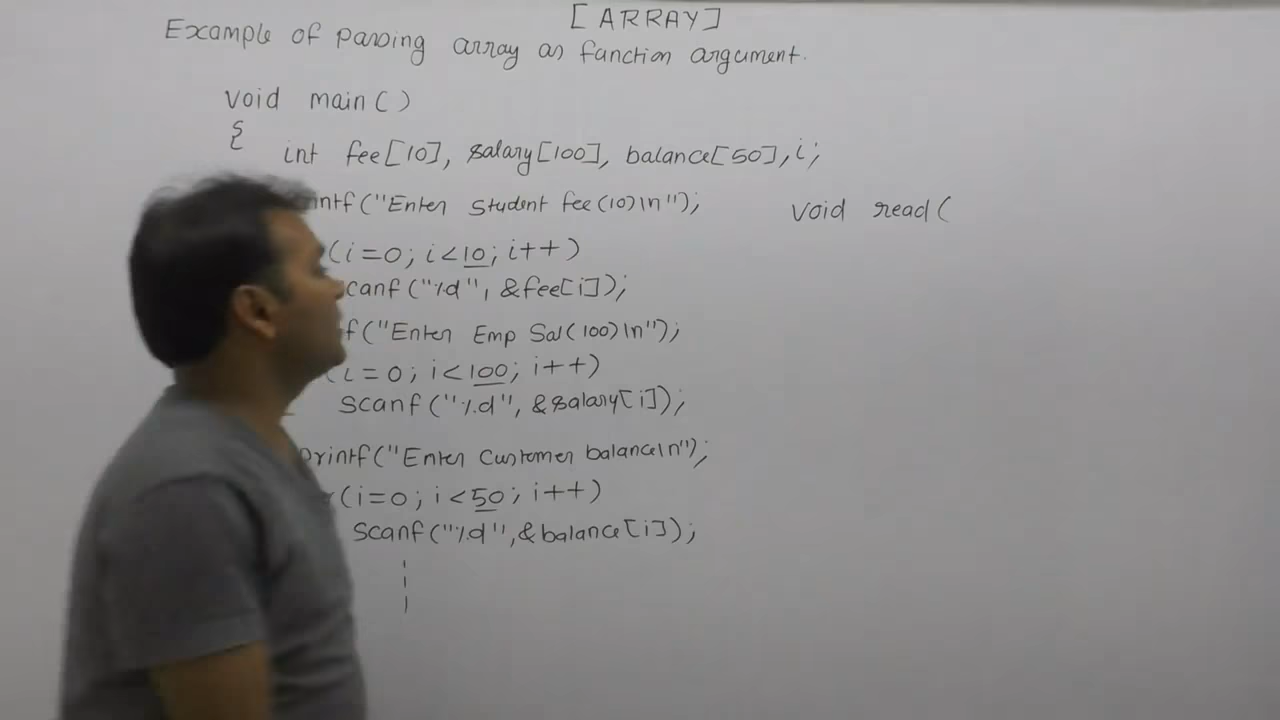 [ARRAY]
Example of passing array as function argument.
void main()
{
int fee[10], salary[100], balance[50], i;
intf("Enter Student fee(10)\n");
void read(
(i=0; i<10; i++)
canf("%d", &fee[i]);
f("Enter Emp Sal(100)\n");
(i=0; i<100; i++)
Scanf("%d", &salary[i]);
printf("Enter Customer balance\n");
r(i=0; i<50; i++)
Scanf("%d",&balance[i]);